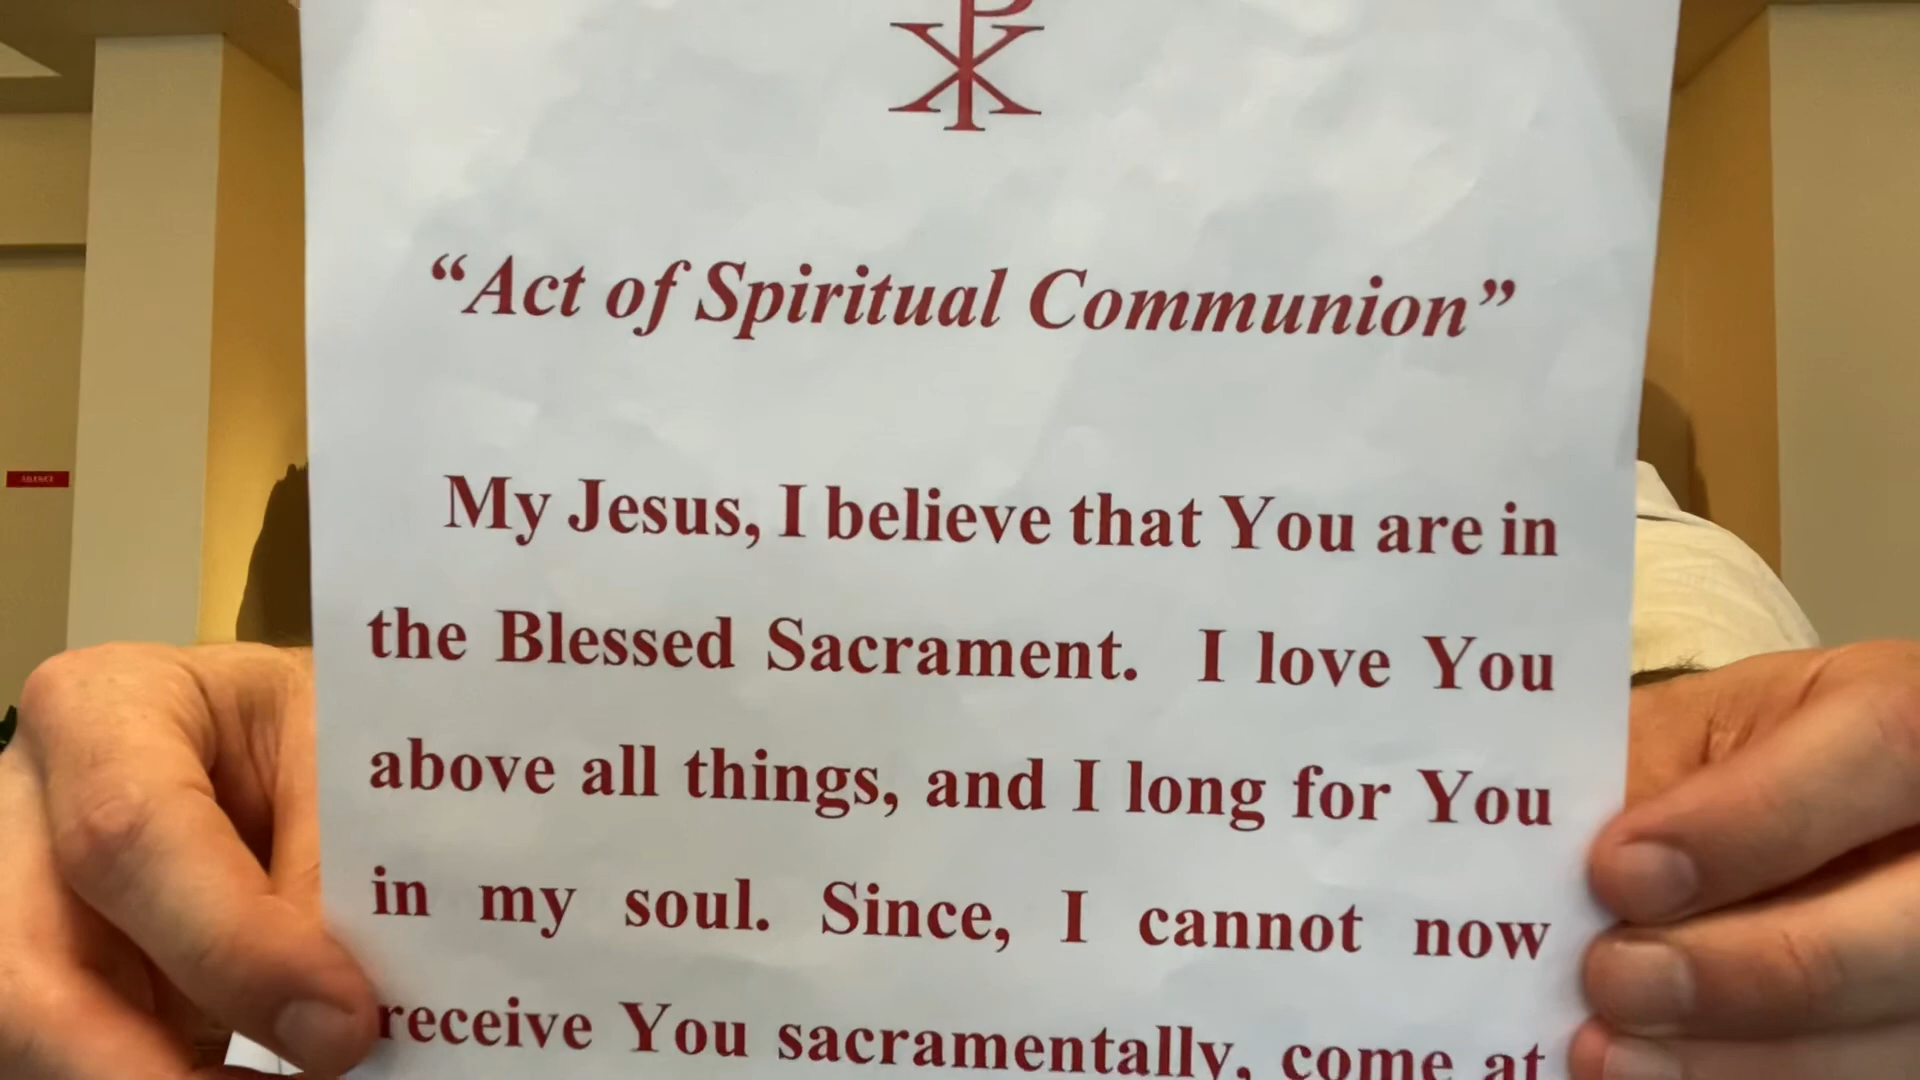 “Act of Spiritual Communion”
My Jesus, I believe that You are in
the Blessed Sacrament. I love You
above all things, and I long for You
in my soul. Since, I cannot now
receive You sacramentally, come at